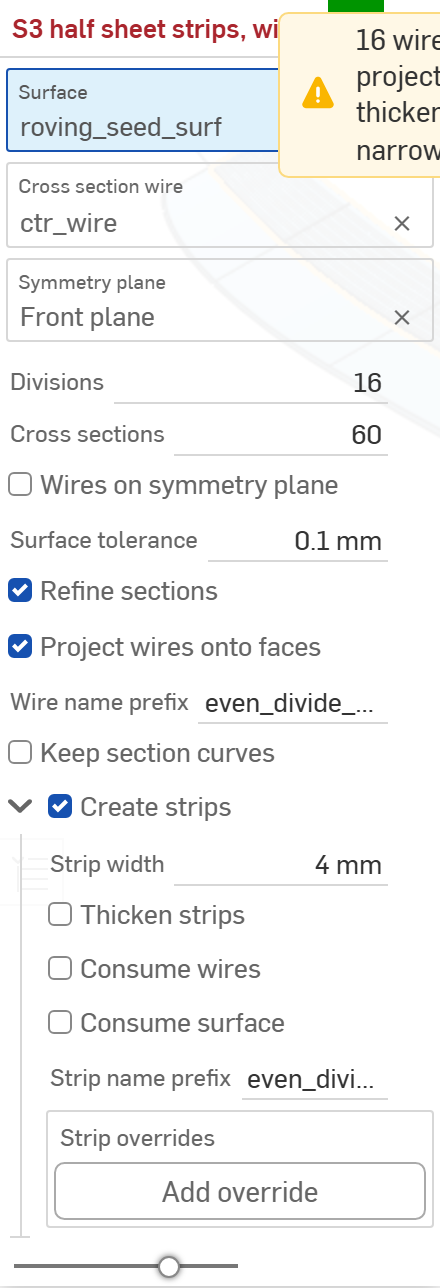 S3 half sheet strips, wi
16 wire
project
thicker
narrow
Surface
roving_seed_surf
Cross section wire
ctr_wire
Symmetry plane
Front plane
Divisions 16
Cross sections 60
Wires on symmetry plane
Surface tolerance 0.1 mm
Refine sections
Project wires onto faces
Wire name prefix even_divide_...
Keep section curves
Create strips
Strip width 4 mm
Thicken strips
Consume wires
Consume surface
Strip name prefix even_divi...
Strip overrides
Add override